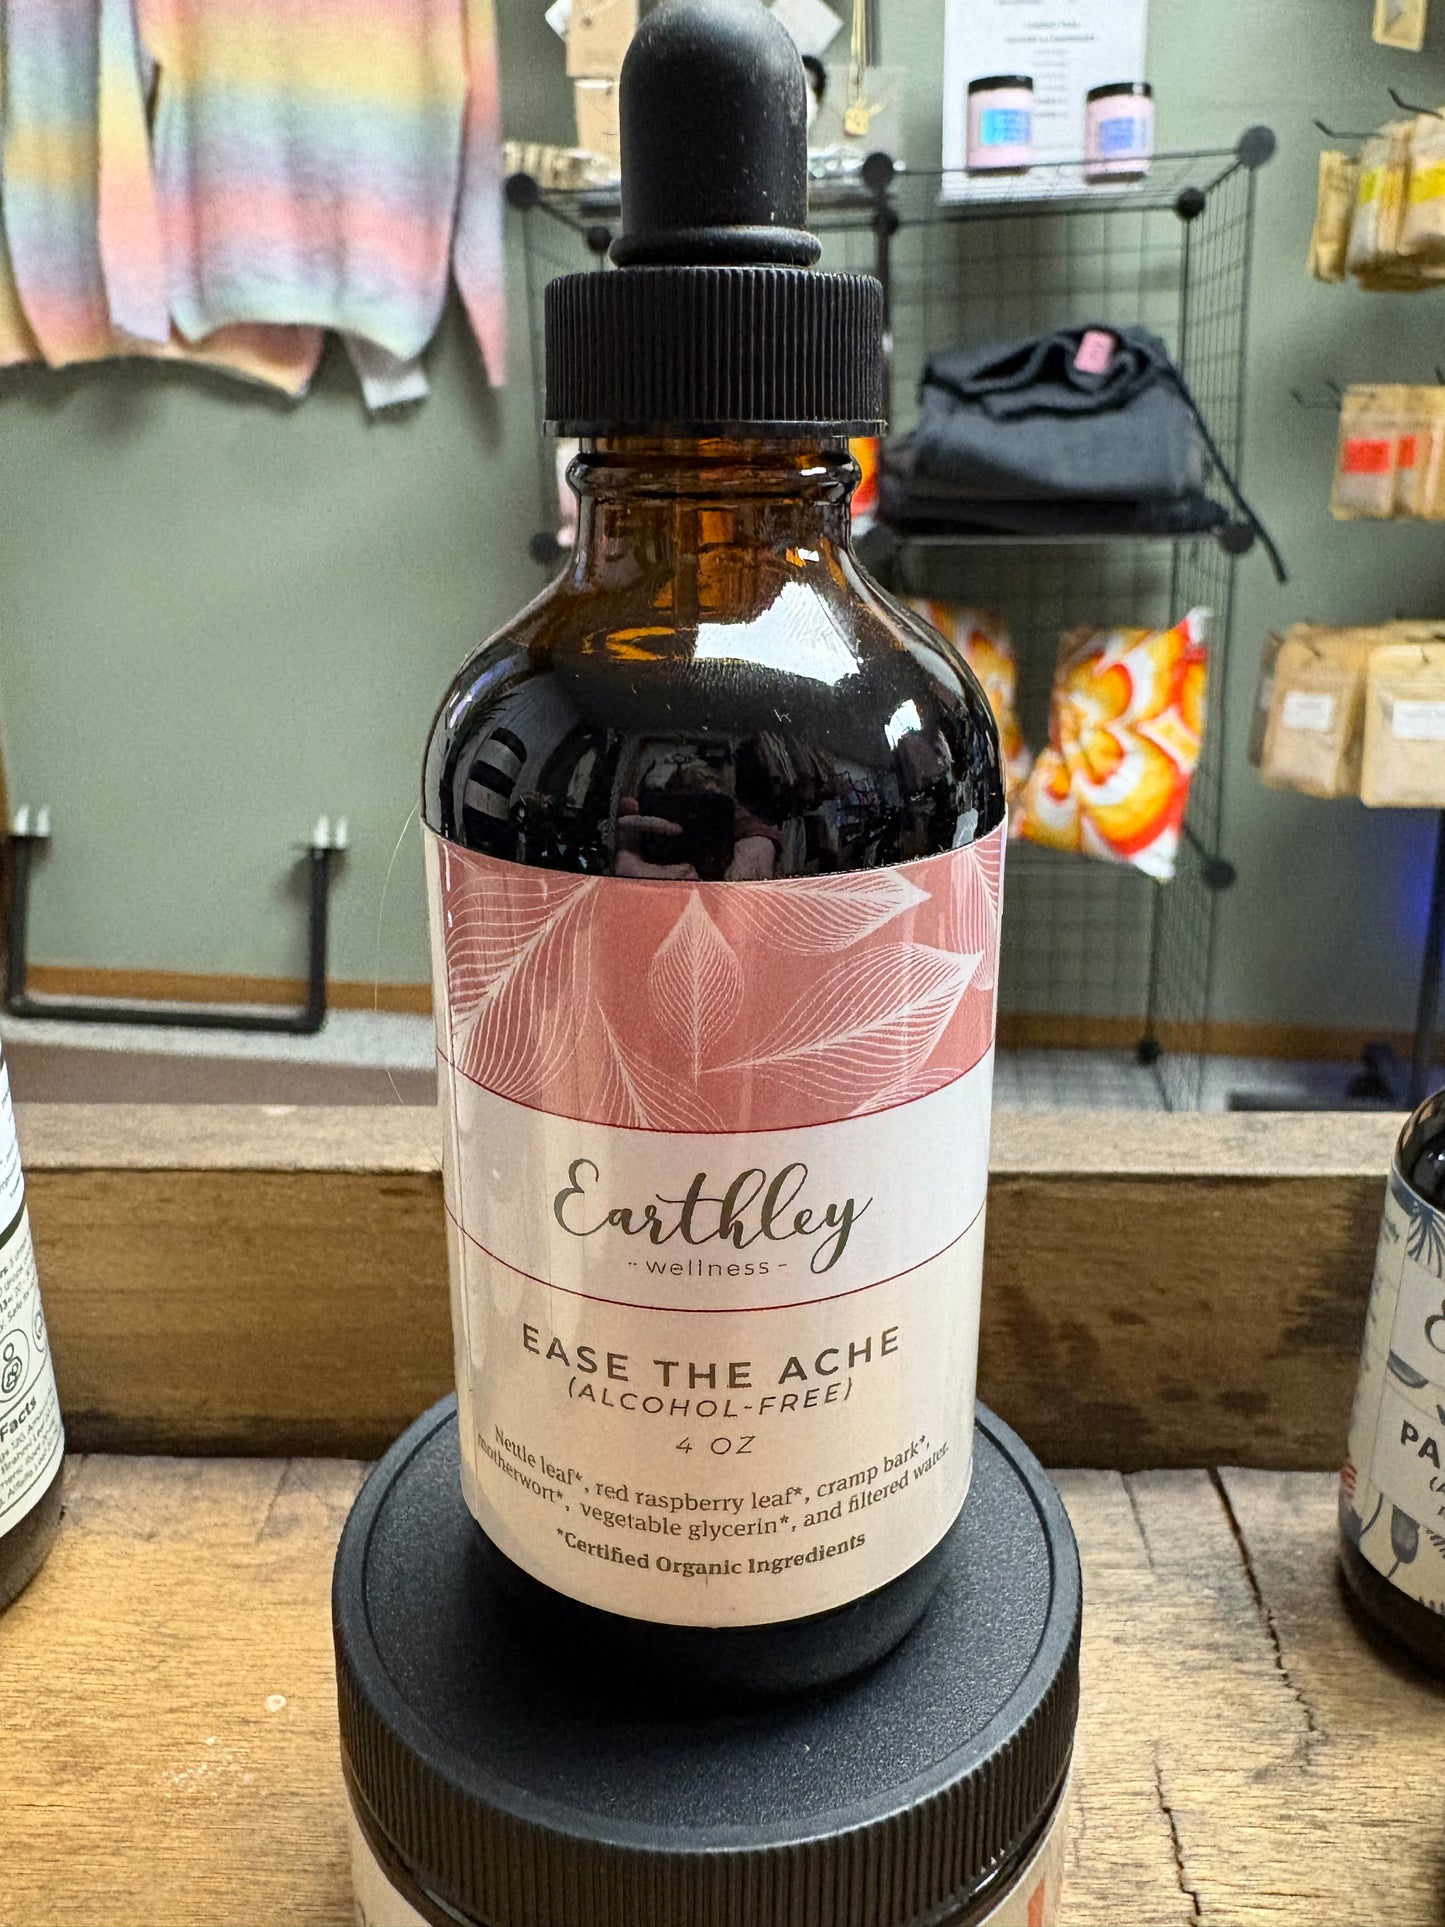 Earthley
- wellness -
EASE THE ACHE
(ALCOHOL-FREE)
4 OZ
Nettle leaf*, red raspberry leaf*, cramp bark*,
motherwort*, vegetable glycerin*, and filtered water.
*Certified Organic Ingredients
Facts